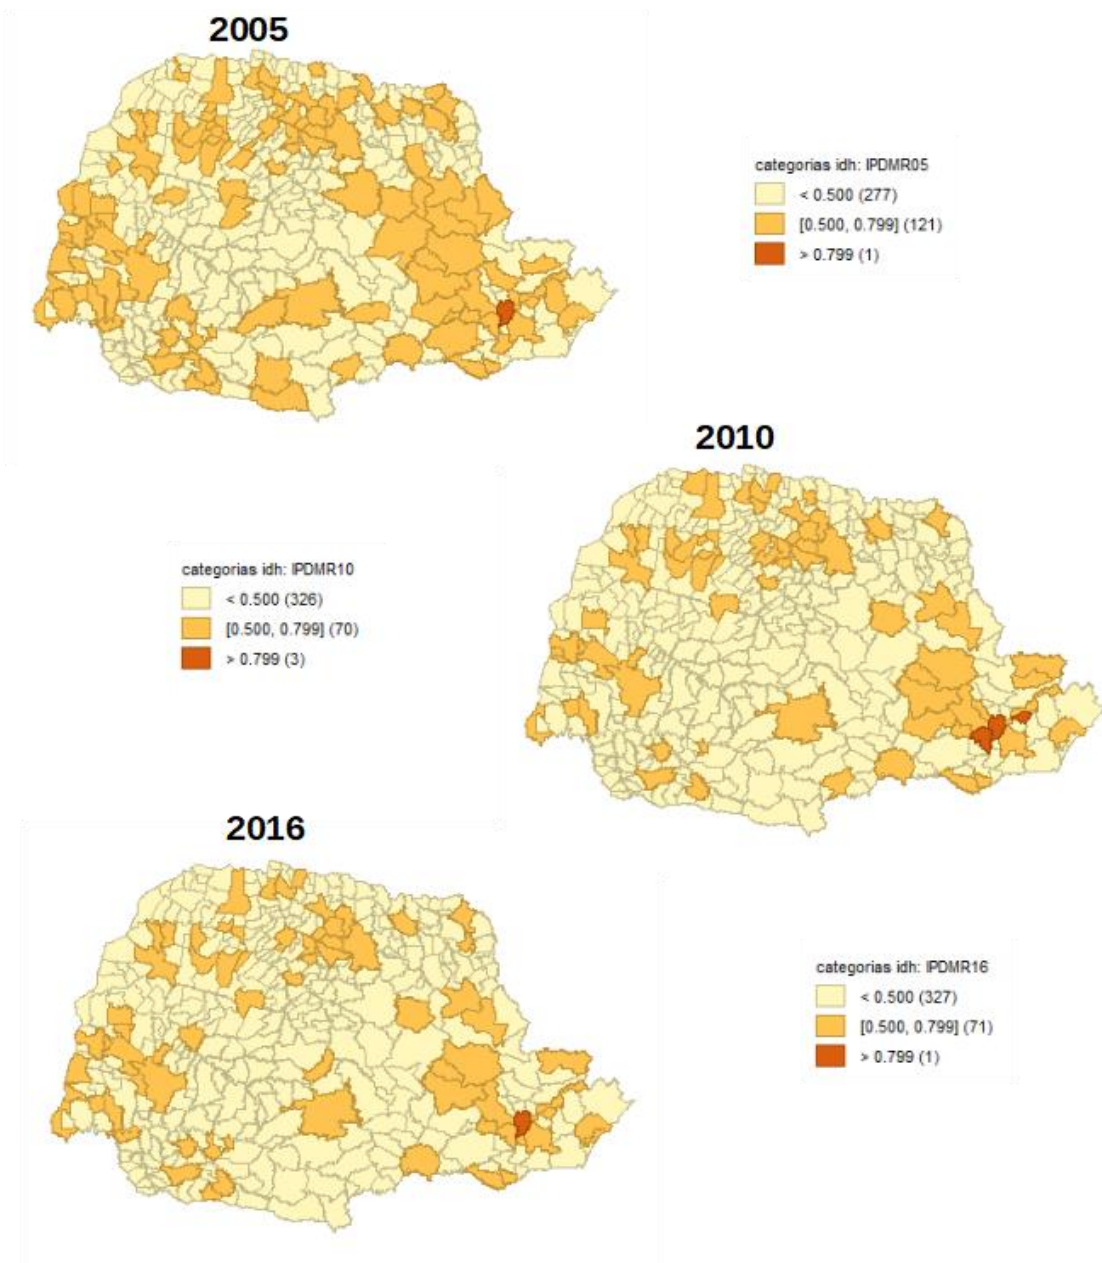 2005
categorias idh: IPDMR05
< 0.500 (277)
[0.500, 0.799] (121)
> 0.799 (1)
2010
categorias idh: IPDMR10
< 0.500 (326)
[0.500, 0.799] (70)
> 0.799 (3)
2016
categorias idh: IPDMR16
< 0.500 (327)
[0.500, 0.799] (71)
> 0.799 (1)